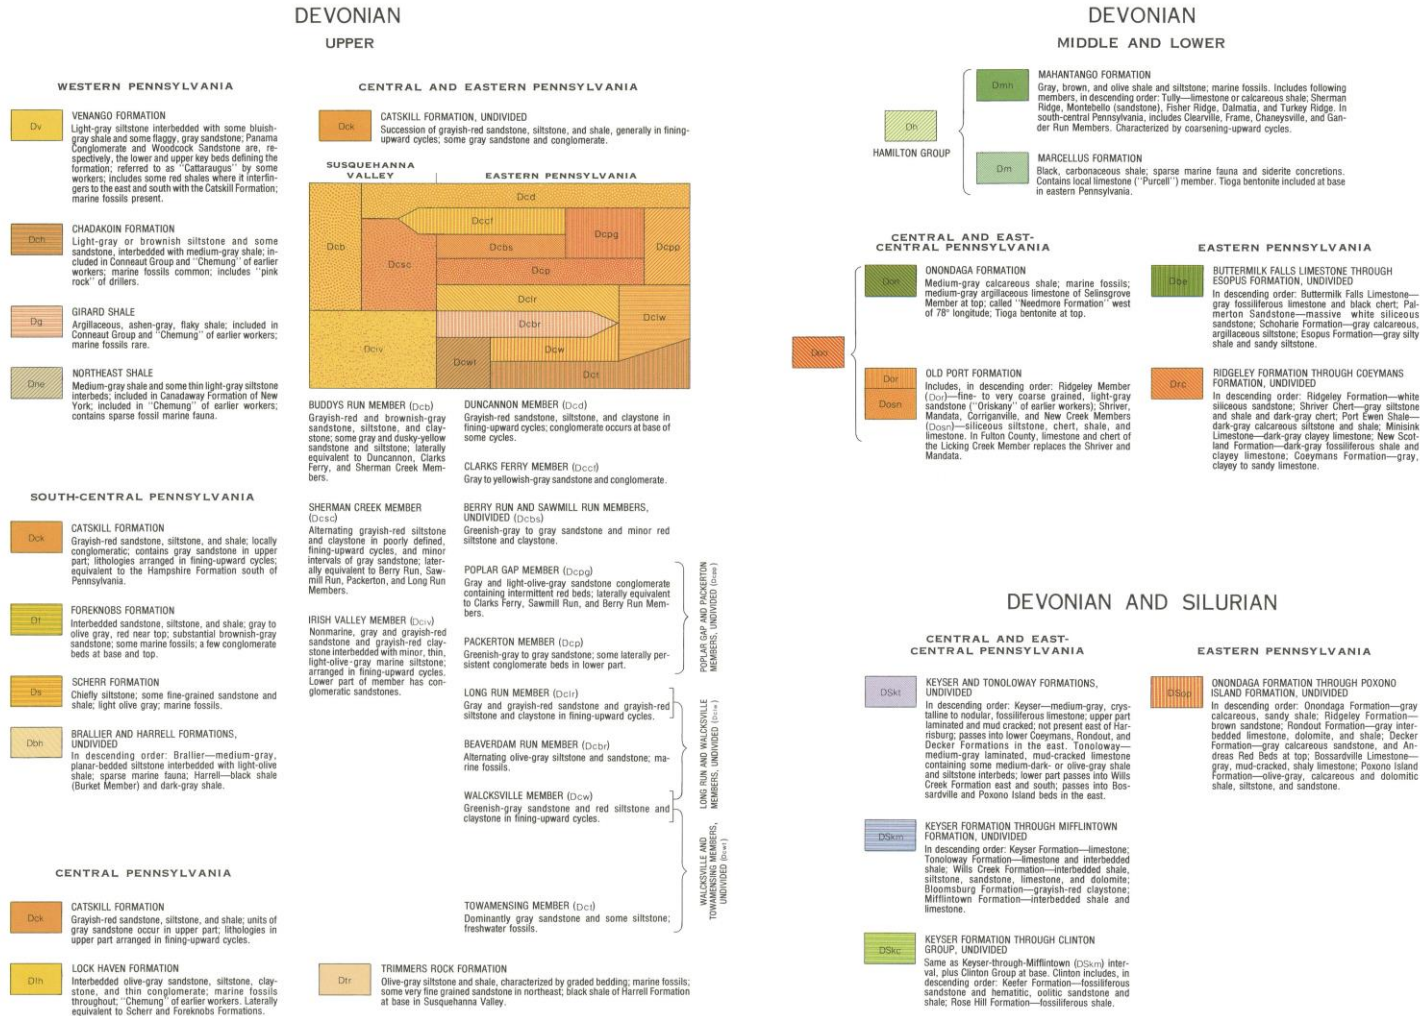 DEVONIAN
UPPER
WESTERN PENNSYLVANIA
Dv
VENANGO FORMATION
Light-gray siltstone interbedded with some bluish-
gray shale and some flaggy, gray sandstone; Panama
Conglomerate and Woodcock Sandstone are, re-
spectively, the lower and upper key beds defining the
formation; referred to as "Cattaraugus" by some
workers; includes some red shales where it interfin-
gers to the east and south with the Catskill Formation;
marine fossils present.
Dch
CHADAKOIN FORMATION
Light-gray or brownish siltstone and some
sandstone, interbedded with medium-gray shale; in-
cluded in Conneaut Group and "Chemung" of earlier
workers; marine fossils common; includes "pink
rock" of drillers.
Dg
GIRARD SHALE
Argillaceous, ashen-gray, flaky shale; included in
Conneaut Group and "Chemung" of earlier workers;
marine fossils rare.
Dne
NORTHEAST SHALE
Medium-gray shale and some thin light-gray siltstone
interbeds; included in Canadaway Formation of New
York; included in "Chemung" of earlier workers;
contains sparse fossil marine fauna.
SOUTH-CENTRAL PENNSYLVANIA
Dck
CATSKILL FORMATION
Grayish-red sandstone, siltstone, and shale; locally
conglomeratic; contains gray sandstone in upper
part; lithologies arranged in fining-upward cycles;
equivalent to the Hampshire Formation south of
Pennsylvania.
Df
FOREKNOBS FORMATION
Interbedded sandstone, siltstone, and shale; gray to
olive gray, red near top; substantial brownish-gray
sandstone; some marine fossils; a few conglomerate
beds at base and top.
Ds
SCHERR FORMATION
Chiefly siltstone; some fine-grained sandstone and
shale; light olive gray; marine fossils.
Dbh
BRALLIER AND HARRELL FORMATIONS,
UNDIVIDED
In descending order: Brallier—medium-gray,
planar-bedded siltstone interbedded with light-olive
shale; sparse marine fauna; Harrell—black shale
(Burket Member) and dark-gray shale.
CENTRAL PENNSYLVANIA
Dck
CATSKILL FORMATION
Grayish-red sandstone, siltstone, and shale; units of
gray sandstone occur in upper part; lithologies in
upper part arranged in fining-upward cycles.
Dlh
LOCK HAVEN FORMATION
Interbedded olive-gray sandstone, siltstone, clay-
stone, and thin conglomerate; marine fossils
throughout; "Chemung" of earlier workers. Laterally
equivalent to Scherr and Foreknobs Formations.
CENTRAL AND EASTERN PENNSYLVANIA
Dck
CATSKILL FORMATION, UNDIVIDED
Succession of grayish-red sandstone, siltstone, and shale, generally in fining-
upward cycles; some gray sandstone and conglomerate.
SUSQUEHANNA
VALLEY
EASTERN PENNSYLVANIA
Dcd
Dccf
Dcb
Dcpg
Dcpp
Dcbs
Dcsc
Dcp
Dclr
Dcbr
Dclw
Dciv
Dcw
Dcwt
Dct
BUDDYS RUN MEMBER (Dcb)
Grayish-red and brownish-gray
sandstone, siltstone, and clay-
stone; some gray and dusky-yellow
sandstone and siltstone; laterally
equivalent to Duncannon, Clarks
Ferry, and Sherman Creek Mem-
bers.
SHERMAN CREEK MEMBER
(Dcsc)
Alternating grayish-red siltstone
and claystone in poorly defined,
fining-upward cycles, and minor
intervals of gray sandstone; later-
ally equivalent to Berry Run, Saw-
mill Run, Packerton, and Long Run
Members.
IRISH VALLEY MEMBER (Dciv)
Nonmarine, gray and grayish-red
sandstone and grayish-red clay-
stone interbedded with minor, thin,
light-olive-gray marine siltstone;
arranged in fining-upward cycles.
Lower part of member has con-
glomeratic sandstones.
DUNCANNON MEMBER (Dcd)
Grayish-red sandstone, siltstone, and claystone in
fining-upward cycles; conglomerate occurs at base of
some cycles.
CLARKS FERRY MEMBER (Dccf)
Gray to yellowish-gray sandstone and conglomerate.
BERRY RUN AND SAWMILL RUN MEMBERS,
UNDIVIDED (Dcbs)
Greenish-gray to gray sandstone and minor red
siltstone and claystone.
POPLAR GAP MEMBER (Dcpg)
Gray and light-olive-gray sandstone conglomerate
containing intermittent red beds; laterally equivalent
to Clarks Ferry, Sawmill Run, and Berry Run Mem-
bers.
PACKERTON MEMBER (Dcp)
Greenish-gray to gray sandstone; some laterally per-
sistent conglomerate beds in lower part.
LONG RUN MEMBER (Dclr)
Gray and grayish-red sandstone and grayish-red
siltstone and claystone in fining-upward cycles.
BEAVERDAM RUN MEMBER (Dcbr)
Alternating olive-gray siltstone and sandstone; ma-
rine fossils.
WALCKSVILLE MEMBER (Dcw)
Greenish-gray sandstone and red siltstone and
claystone in fining-upward cycles.
TOWAMENSING MEMBER (Dct)
Dominantly gray sandstone and some siltstone;
freshwater fossils.
POPLAR GAP AND PACKERTON
MEMBERS, UNDIVIDED (Dcpp)
LONG RUN AND WALCKSVILLE
MEMBERS, UNDIVIDED (Dclw)
WALCKSVILLE AND
TOWAMENSING MEMBERS,
UNDIVIDED (Dcwt)
Dtr
TRIMMERS ROCK FORMATION
Olive-gray siltstone and shale, characterized by graded bedding; marine fossils;
some very fine grained sandstone in northeast; black shale of Harrell Formation
at base in Susquehanna Valley.
DEVONIAN
MIDDLE AND LOWER
Dh
HAMILTON GROUP
Dmh
MAHANTANGO FORMATION
Gray, brown, and olive shale and siltstone; marine fossils. Includes following
members, in descending order: Tully—limestone or calcareous shale; Sherman
Ridge, Montebello (sandstone), Fisher Ridge, Dalmatia, and Turkey Ridge. In
south-central Pennsylvania, includes Clearville, Frame, Chaneysville, and Gan-
der Run Members. Characterized by coarsening-upward cycles.
Dm
MARCELLUS FORMATION
Black, carbonaceous shale; sparse marine fauna and siderite concretions.
Contains local limestone ("Purcell") member. Tioga bentonite included at base
in eastern Pennsylvania.
CENTRAL AND EAST-
CENTRAL PENNSYLVANIA
Doo
Don
ONONDAGA FORMATION
Medium-gray calcareous shale; marine fossils;
medium-gray argillaceous limestone of Selinsgrove
Member at top; called "Needmore Formation" west
of 78° longitude; Tioga bentonite at top.
Dor
Dosn
OLD PORT FORMATION
Includes, in descending order: Ridgeley Member
(Dor)—fine- to very coarse grained, light-gray
sandstone ("Oriskany" of earlier workers); Shriver,
Mandata, Corriganville, and New Creek Members
(Dosn)—siliceous siltstone, chert, shale, and
limestone. In Fulton County, limestone and chert of
the Licking Creek Member replaces the Shriver and
Mandata.
EASTERN PENNSYLVANIA
Dbe
BUTTERMILK FALLS LIMESTONE THROUGH
ESOPUS FORMATION, UNDIVIDED
In descending order: Buttermilk Falls Limestone—
gray fossiliferous limestone and black chert; Pal-
merton Sandstone—massive white siliceous
sandstone; Schoharie Formation—gray calcareous,
argillaceous siltstone; Esopus Formation—gray silty
shale and sandy siltstone.
Drc
RIDGELEY FORMATION THROUGH COEYMANS
FORMATION, UNDIVIDED
In descending order: Ridgeley Formation—white
siliceous sandstone; Shriver Chert—gray siltstone
and shale and dark-gray chert; Port Ewen Shale—
dark-gray calcareous siltstone and shale; Minisink
Limestone—dark-gray clayey limestone; New Scot-
land Formation—dark-gray fossiliferous shale and
clayey limestone; Coeymans Formation—gray,
clayey to sandy limestone.
DEVONIAN AND SILURIAN
CENTRAL AND EAST-
CENTRAL PENNSYLVANIA
DSkt
KEYSER AND TONOLOWAY FORMATIONS,
UNDIVIDED
In descending order: Keyser—medium-gray, crys-
talline to nodular, fossiliferous limestone; upper part
laminated and mud cracked; not present east of Har-
risburg; passes into lower Coeymans, Rondout, and
Decker Formations in the east. Tonoloway—
medium-gray laminated, mud-cracked limestone
containing some medium-dark- or olive-gray shale
and siltstone interbeds; lower part passes into Wills
Creek Formation east and south; passes into Bos-
sardville and Poxono Island beds in the east.
DSkm
KEYSER FORMATION THROUGH MIFFLINTOWN
FORMATION, UNDIVIDED
In descending order: Keyser Formation—limestone;
Tonoloway Formation—limestone and interbedded
shale; Wills Creek Formation—interbedded shale,
siltstone, sandstone, limestone, and dolomite;
Bloomsburg Formation—grayish-red claystone;
Mifflintown Formation—interbedded shale and
limestone.
DSkc
KEYSER FORMATION THROUGH CLINTON
GROUP, UNDIVIDED
Same as Keyser-through-Mifflintown (DSkm) inter-
val, plus Clinton Group at base. Clinton includes, in
descending order: Keefer Formation—fossiliferous
sandstone and hematitic, oolitic sandstone and
shale; Rose Hill Formation—fossiliferous shale.
EASTERN PENNSYLVANIA
DSop
ONONDAGA FORMATION THROUGH POXONO
ISLAND FORMATION, UNDIVIDED
In descending order: Onondaga Formation—gray
calcareous, sandy shale; Ridgeley Formation—
brown sandstone; Rondout Formation—gray inter-
bedded limestone, dolomite, and shale; Decker
Formation—gray calcareous sandstone, and An-
dreas Red Beds at top; Bossardville Limestone—
gray, mud-cracked, shaly limestone; Poxono Island
Formation—olive-gray, calcareous and dolomitic
shale, siltstone, and sandstone.